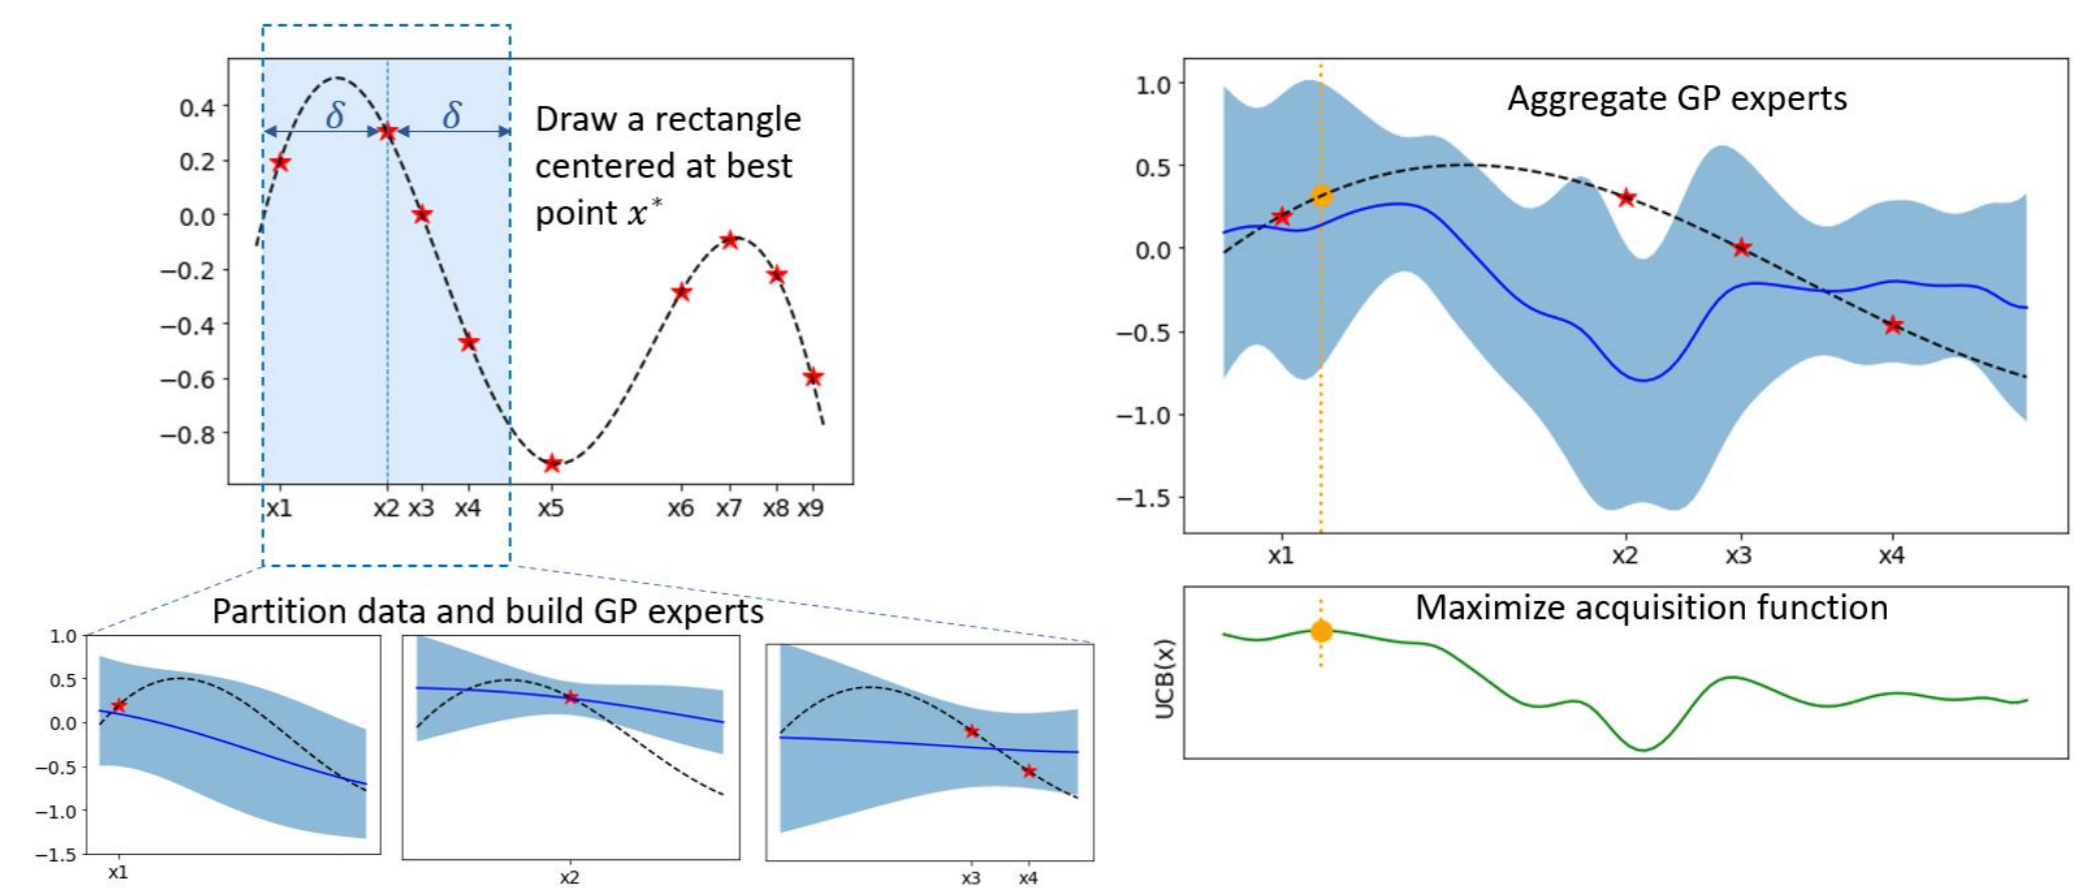 0.4
0.2
0.0
−0.2
−0.4
−0.6
−0.8
δ δ
Draw a rectangle
centered at best
point x*
x1 x2 x3 x4 x5 x6 x7 x8 x9
Partition data and build GP experts
1.0
0.5
0.0
−0.5
−1.0
−1.5
x1
x2
x3 x4
Aggregate GP experts
1.0
0.5
0.0
−0.5
−1.0
−1.5
x1 x2 x3 x4
Maximize acquisition function
UCB(x)